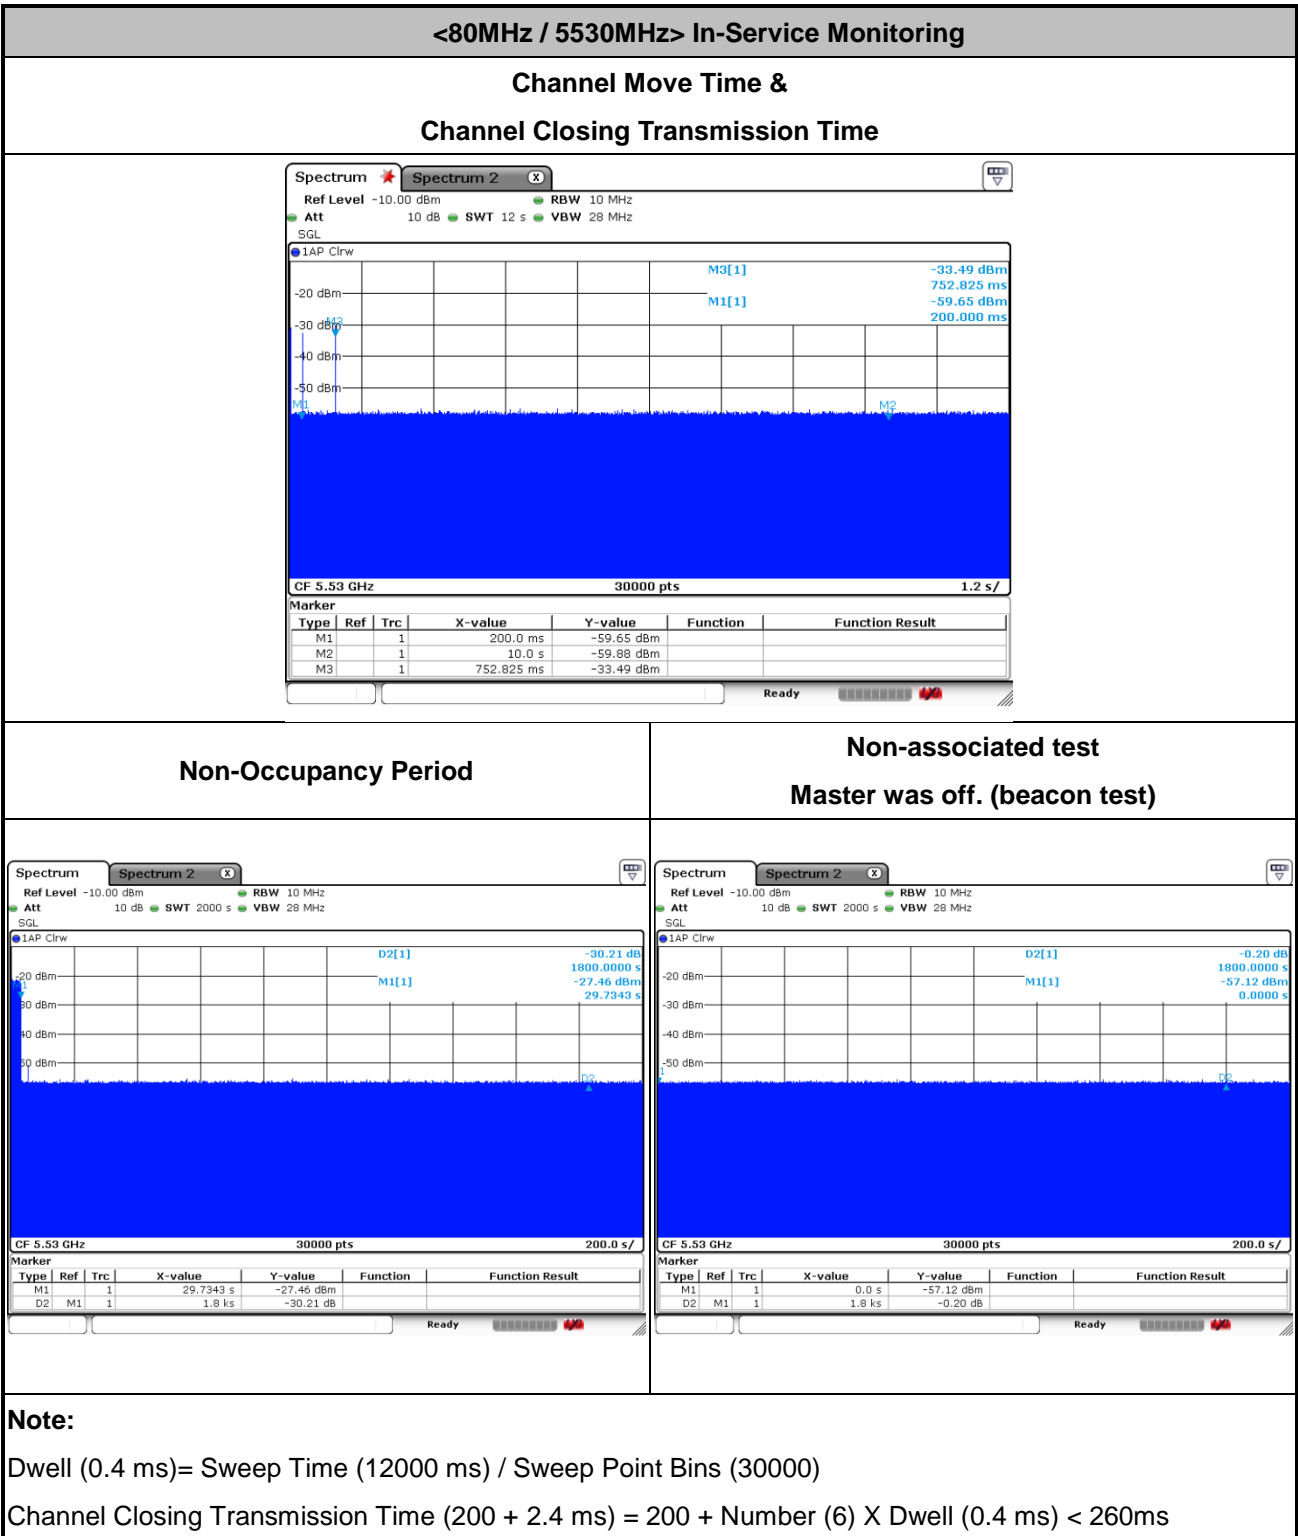 <80MHz / 5530MHz> In-Service Monitoring
Channel Move Time &
Channel Closing Transmission Time
Spectrum Spectrum 2 X
Ref Level -10.00 dBm RBW 10 MHz
Att 10 dB SWT 12 s VBW 28 MHz
SGL
1AP Clrw
M3[1] -33.49 dBm
752.825 ms
-20 dBm
M1[1] -59.65 dBm
200.000 ms
-30 dBm M3
-40 dBm
-50 dBm
M1 M2
CF 5.53 GHz 30000 pts 1.2 s/
Marker
Type Ref Trc X-value Y-value Function Function Result
M1 1 200.0 ms -59.65 dBm
M2 1 10.0 s -59.88 dBm
M3 1 752.825 ms -33.49 dBm
Ready
Non-Occupancy Period
Spectrum Spectrum 2 X
Ref Level -10.00 dBm RBW 10 MHz
Att 10 dB SWT 2000 s VBW 28 MHz
SGL
1AP Clrw
D2[1] -30.21 dB
1800.0000 s
-20 dBm
M1[1] -27.46 dBm
29.7343 s
M1
30 dBm
40 dBm
50 dBm
D2
CF 5.53 GHz 30000 pts 200.0 s/
Marker
Type Ref Trc X-value Y-value Function Function Result
M1 1 29.7343 s -27.46 dBm
D2 M1 1 1.8 ks -30.21 dB
Ready
Non-associated test
Master was off. (beacon test)
Spectrum Spectrum 2 X
Ref Level -10.00 dBm RBW 10 MHz
Att 10 dB SWT 2000 s VBW 28 MHz
SGL
1AP Clrw
D2[1] -0.20 dB
1800.0000 s
-20 dBm
M1[1] -57.12 dBm
0.0000 s
-30 dBm
-40 dBm
-50 dBm
1 D2
CF 5.53 GHz 30000 pts 200.0 s/
Marker
Type Ref Trc X-value Y-value Function Function Result
M1 1 0.0 s -57.12 dBm
D2 M1 1 1.8 ks -0.20 dB
Ready
Note:
Dwell (0.4 ms)= Sweep Time (12000 ms) / Sweep Point Bins (30000)
Channel Closing Transmission Time (200 + 2.4 ms) = 200 + Number (6) X Dwell (0.4 ms) < 260ms